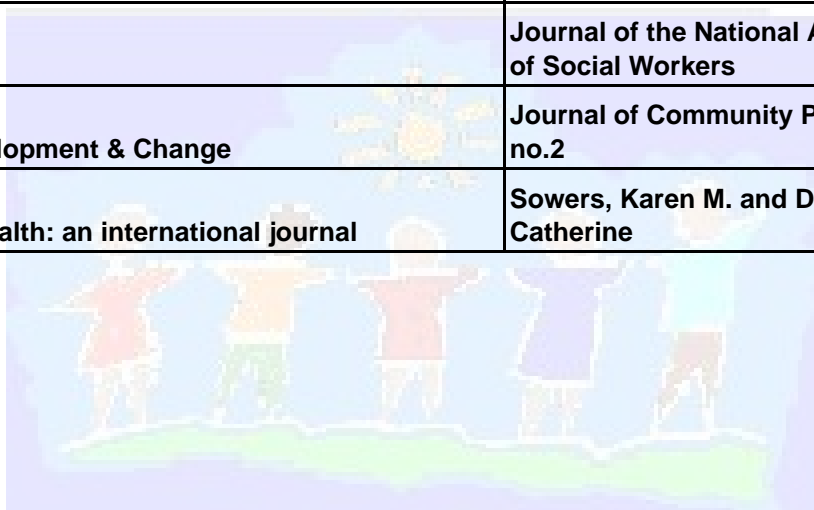 Journal of the National
of Social Workers
Journal of Community
lopment & Change
no.2
Sowers, Karen M. and
alth: an international journal
Catherine